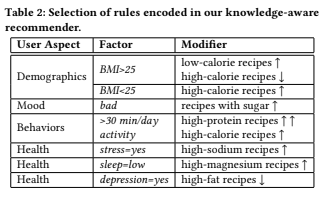 Table 2: Selection of rules encoded in our knowledge-aware
recommender.
User Aspect Factor Modifier
Demographics BMI>25 low-calorie recipes ↑
high-calorie recipes ↓
BMI<25 high-calorie recipes ↑
Mood bad recipes with sugar ↑
Behaviors >30 min/day high-protein recipes ↑ ↑
activity high-calorie recipes ↑
Health stress=yes high-sodium recipes ↑
Health sleep=low high-magnesium recipes ↑
Health depression=yes high-fat recipes ↓